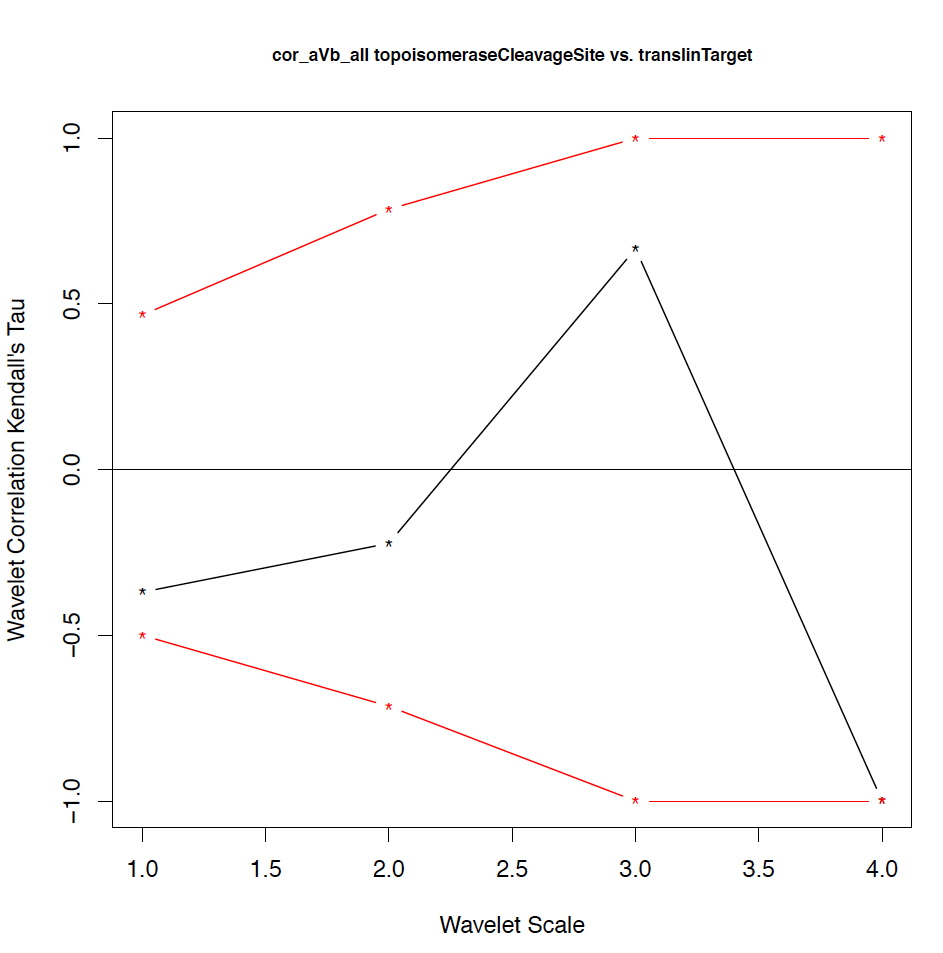 cor_aVb_all topoisomeraseCleavageSite vs. translinTarget
Wavelet Correlation Kendall's Tau
1.0
0.5
0.0
−0.5
−1.0
1.0 1.5 2.0 2.5 3.0 3.5 4.0
Wavelet Scale